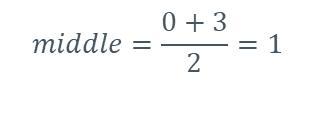 middle = (0 + 3) / 2 = 1